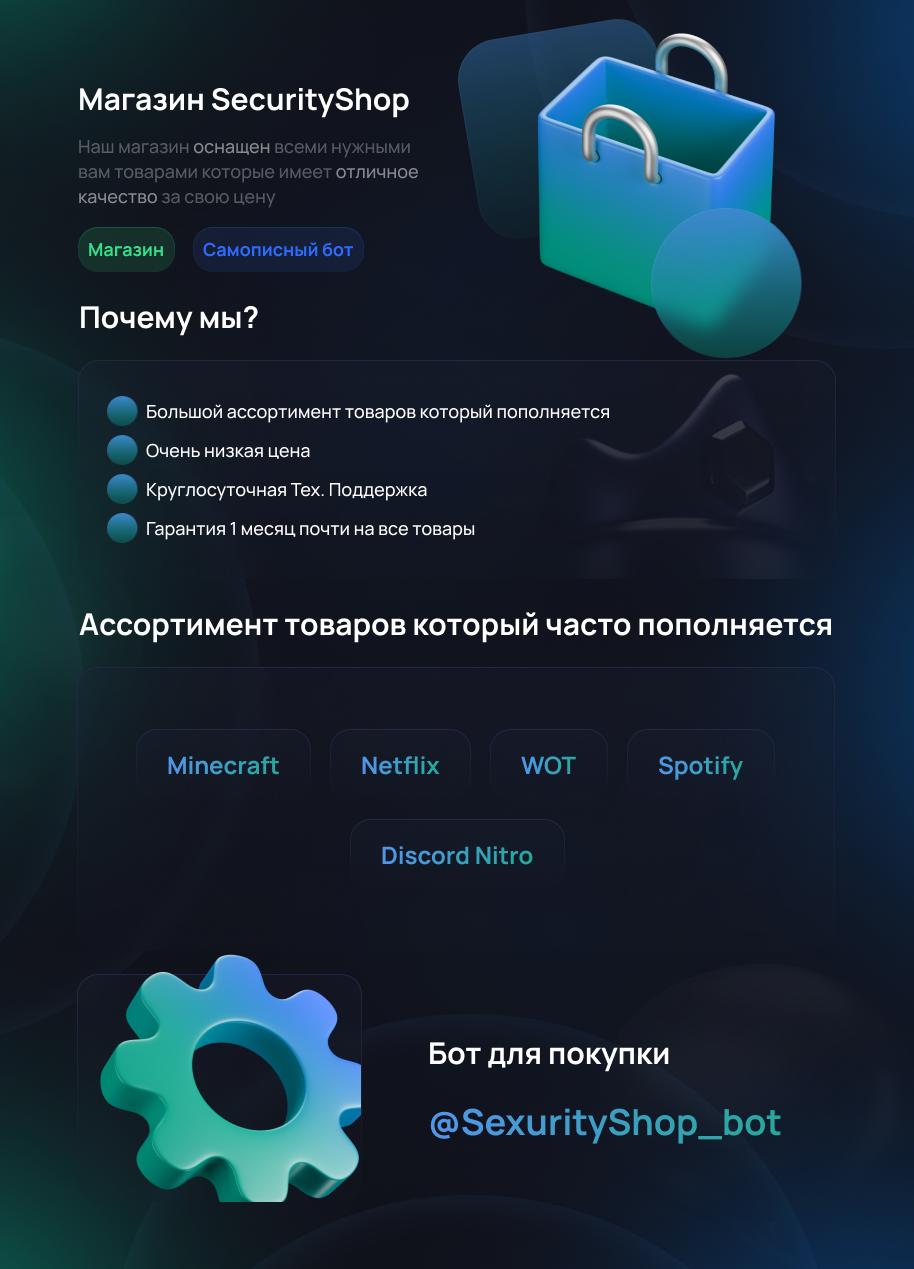 Магазин SecurityShop
Наш магазин оснащен всеми нужными
вам товарами которые имеет отличное
качество за свою цену
Магазин Самописный бот
Почему мы?
Большой ассортимент товаров который пополняется
Очень низкая цена
Круглосуточная Тех. Поддержка
Гарантия 1 месяц почти на все товары
Ассортимент товаров который часто пополняется
Minecraft Netflix WOT Spotify
Discord Nitro
Бот для покупки
@SexurityShop_bot